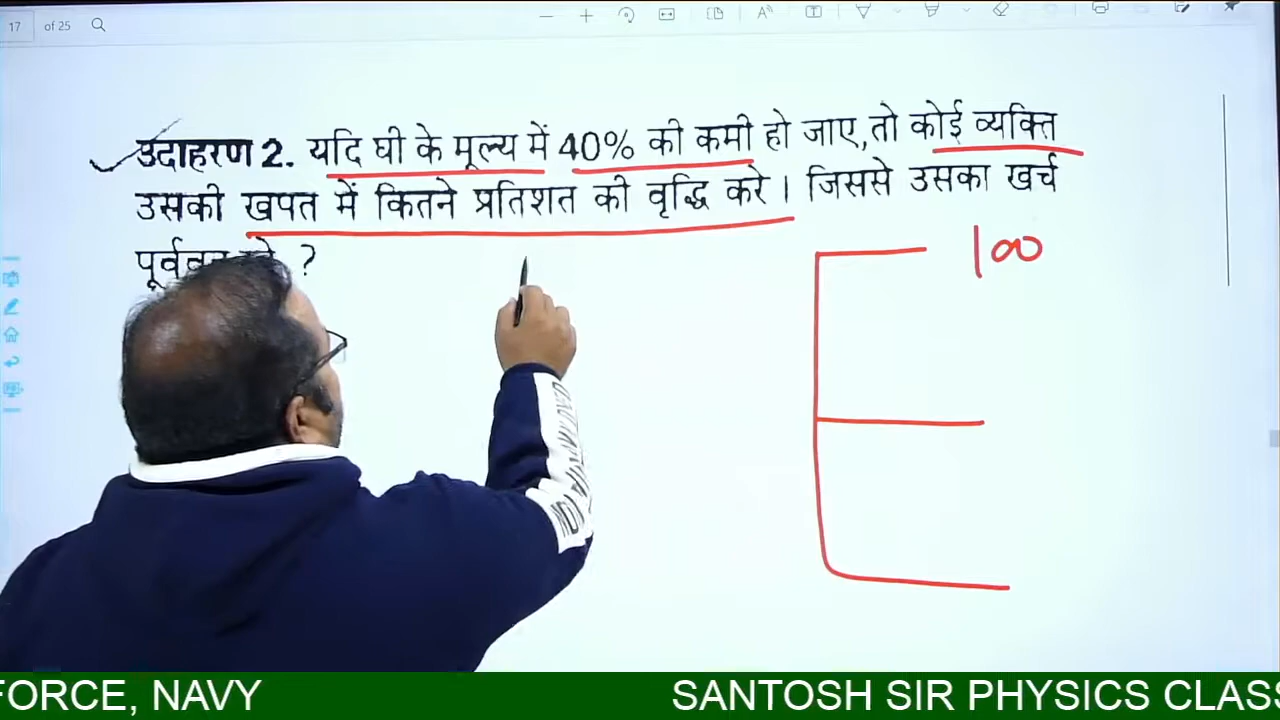 17 of 25
उदाहरण 2. यदि घी के मूल्य में 40% की कमी हो जाए, तो कोई व्यक्ति
उसकी खपत में कितने प्रतिशत की वृद्धि करे। जिससे उसका खर्च
?
100
FORCE, NAVY SANTOSH SIR PHYSICS CLASS